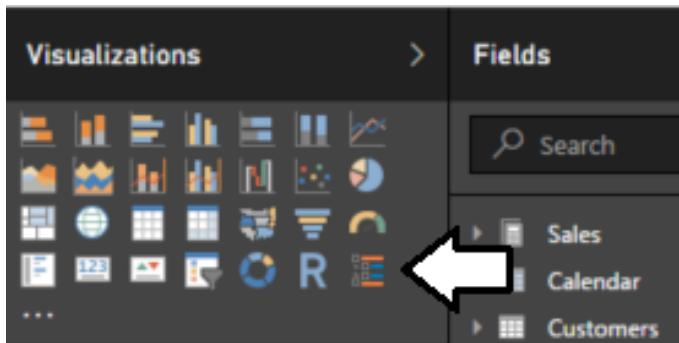 Visualizations
Fields
Search
Sales
Calendar
Customers
123
R